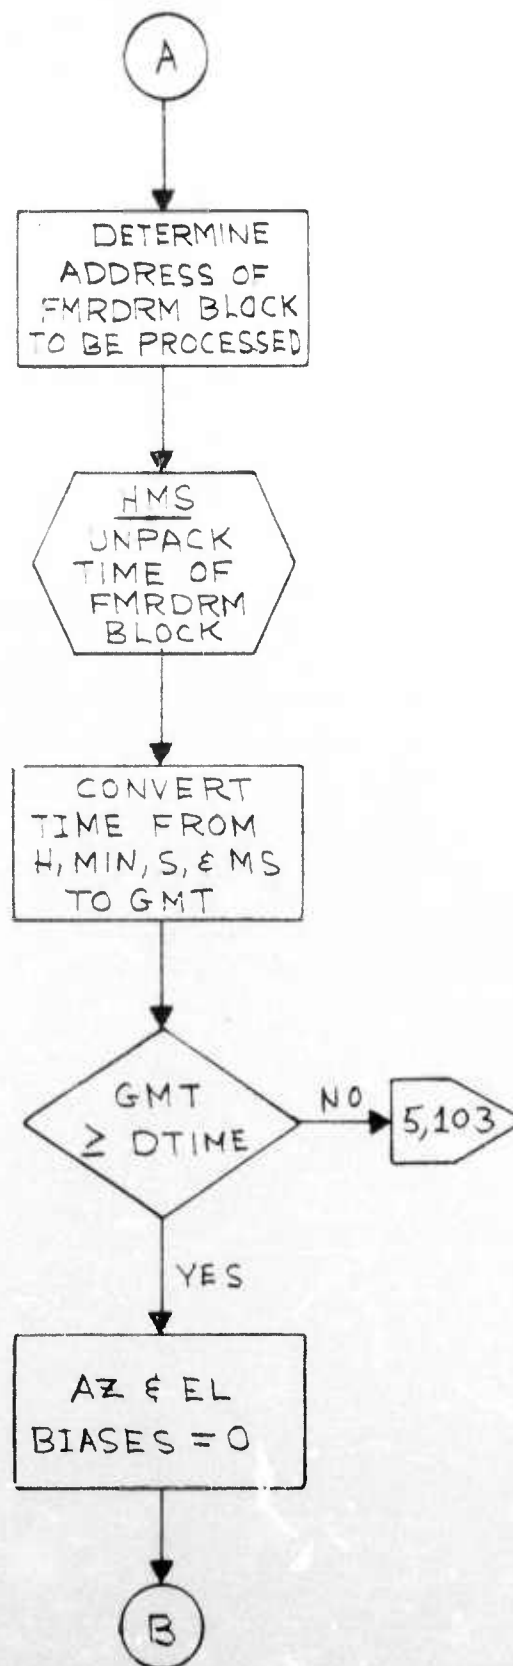 A
DETERMINE
ADDRESS OF
FMRDRM BLOCK
TO BE PROCESSED
HMS
UNPACK
TIME OF
FMRDRM
BLOCK
CONVERT
TIME FROM
H, MIN, S, & MS
TO GMT
GMT
≥ DTIME
NO
5,103
YES
AZ & EL
BIASES = 0
B